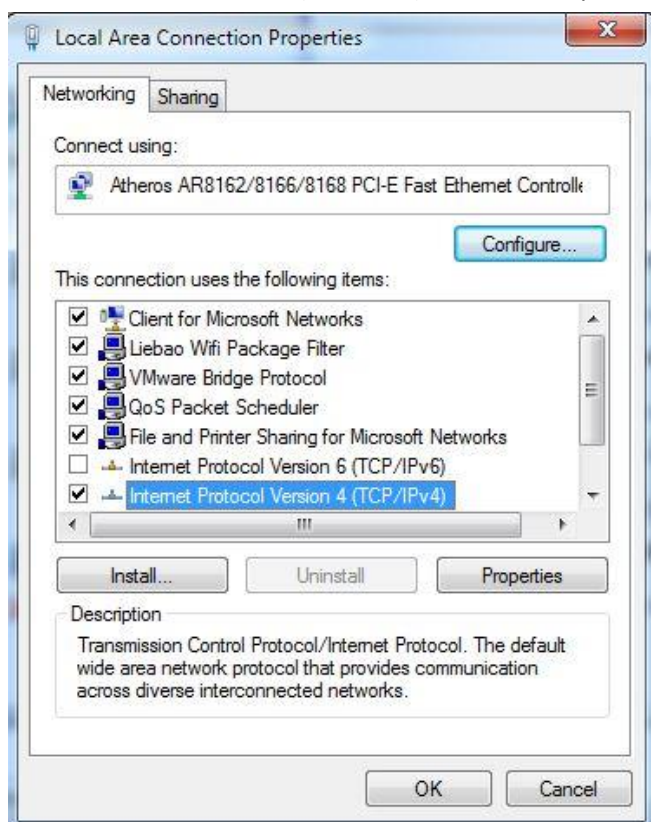 Local Area Connection Properties
Networking Sharing
Connect using:
Atheros AR8162/8166/8168 PCI-E Fast Ethernet Controlle
Configure...
This connection uses the following items:
Client for Microsoft Networks
Liebao Wifi Package Filter
VMware Bridge Protocol
QoS Packet Scheduler
File and Printer Sharing for Microsoft Networks
Internet Protocol Version 6 (TCP/IPv6)
Internet Protocol Version 4 (TCP/IPv4)
Install... Uninstall Properties
Description
Transmission Control Protocol/Internet Protocol. The default
wide area network protocol that provides communication
across diverse interconnected networks.
OK Cancel